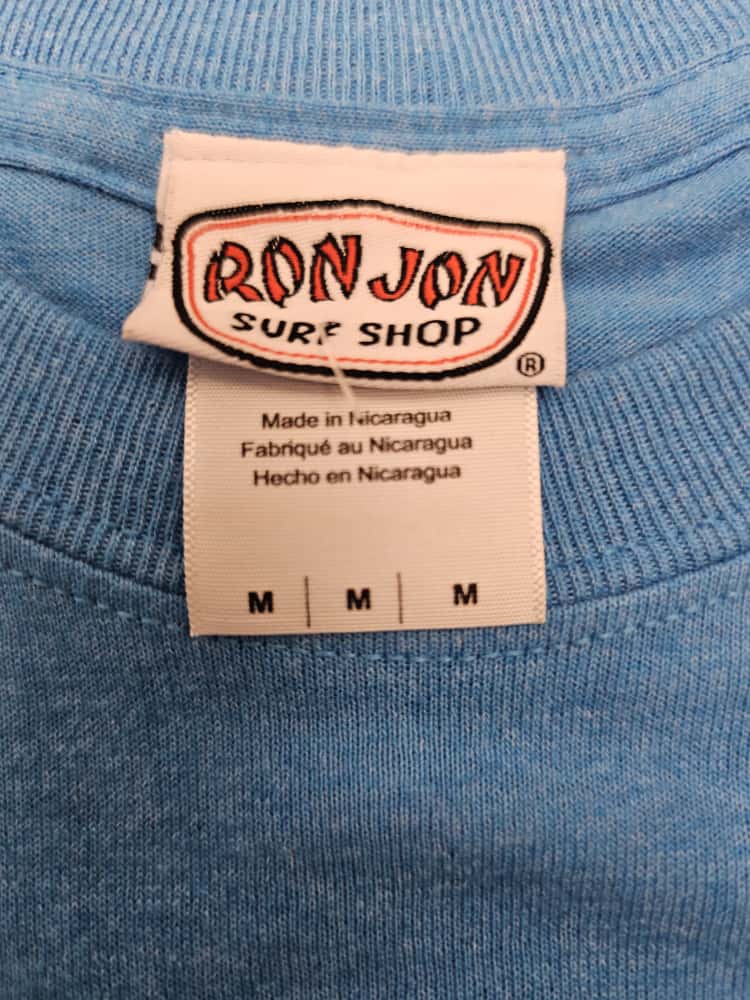 RON JON
SURF SHOP
®
Made in Nicaragua
Fabriqué au Nicaragua
Hecho en Nicaragua
M | M | M